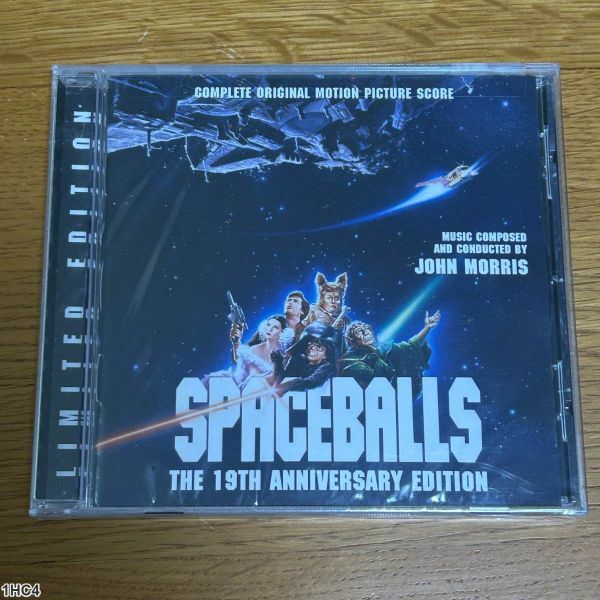 COMPLETE ORIGINAL MOTION PICTURE SCORE
LIMITED EDITION
MUSIC COMPOSED
AND CONDUCTED BY
JOHN MORRIS
SPACEBALLS
THE 19TH ANNIVERSARY EDITION
1HC4